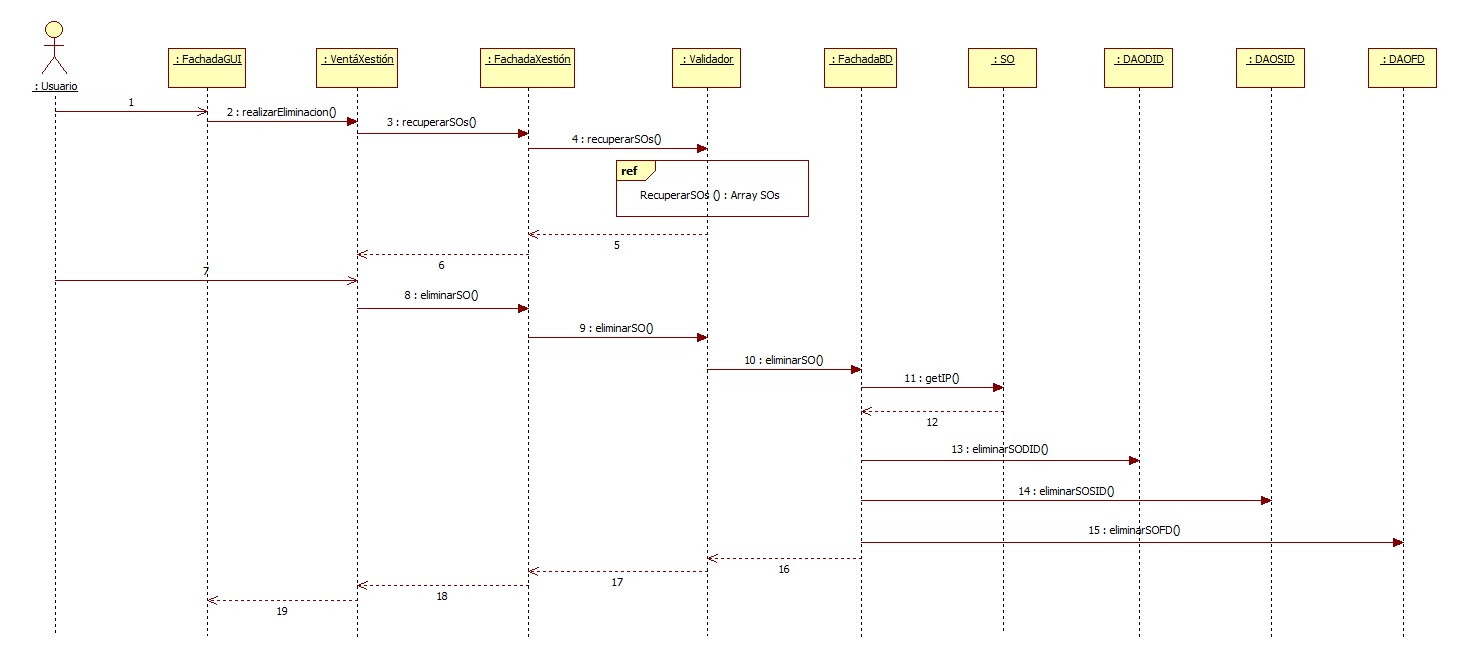 : Usuario
: FachadaGUI
: VentáXestión
: FachadaXestión
: Validador
: FachadaBD
: SO
: DAODID
: DAOSID
: DAOFD
1
2 : realizarEliminacion()
3 : recuperarSOs()
4 : recuperarSOs()
ref
RecuperarSOs () : Array SOs
5
6
7
8 : eliminarSO()
9 : eliminarSO()
10 : eliminarSO()
11 : getIP()
12
13 : eliminarSODID()
14 : eliminarSOSID()
15 : eliminarSOFD()
16
17
18
19